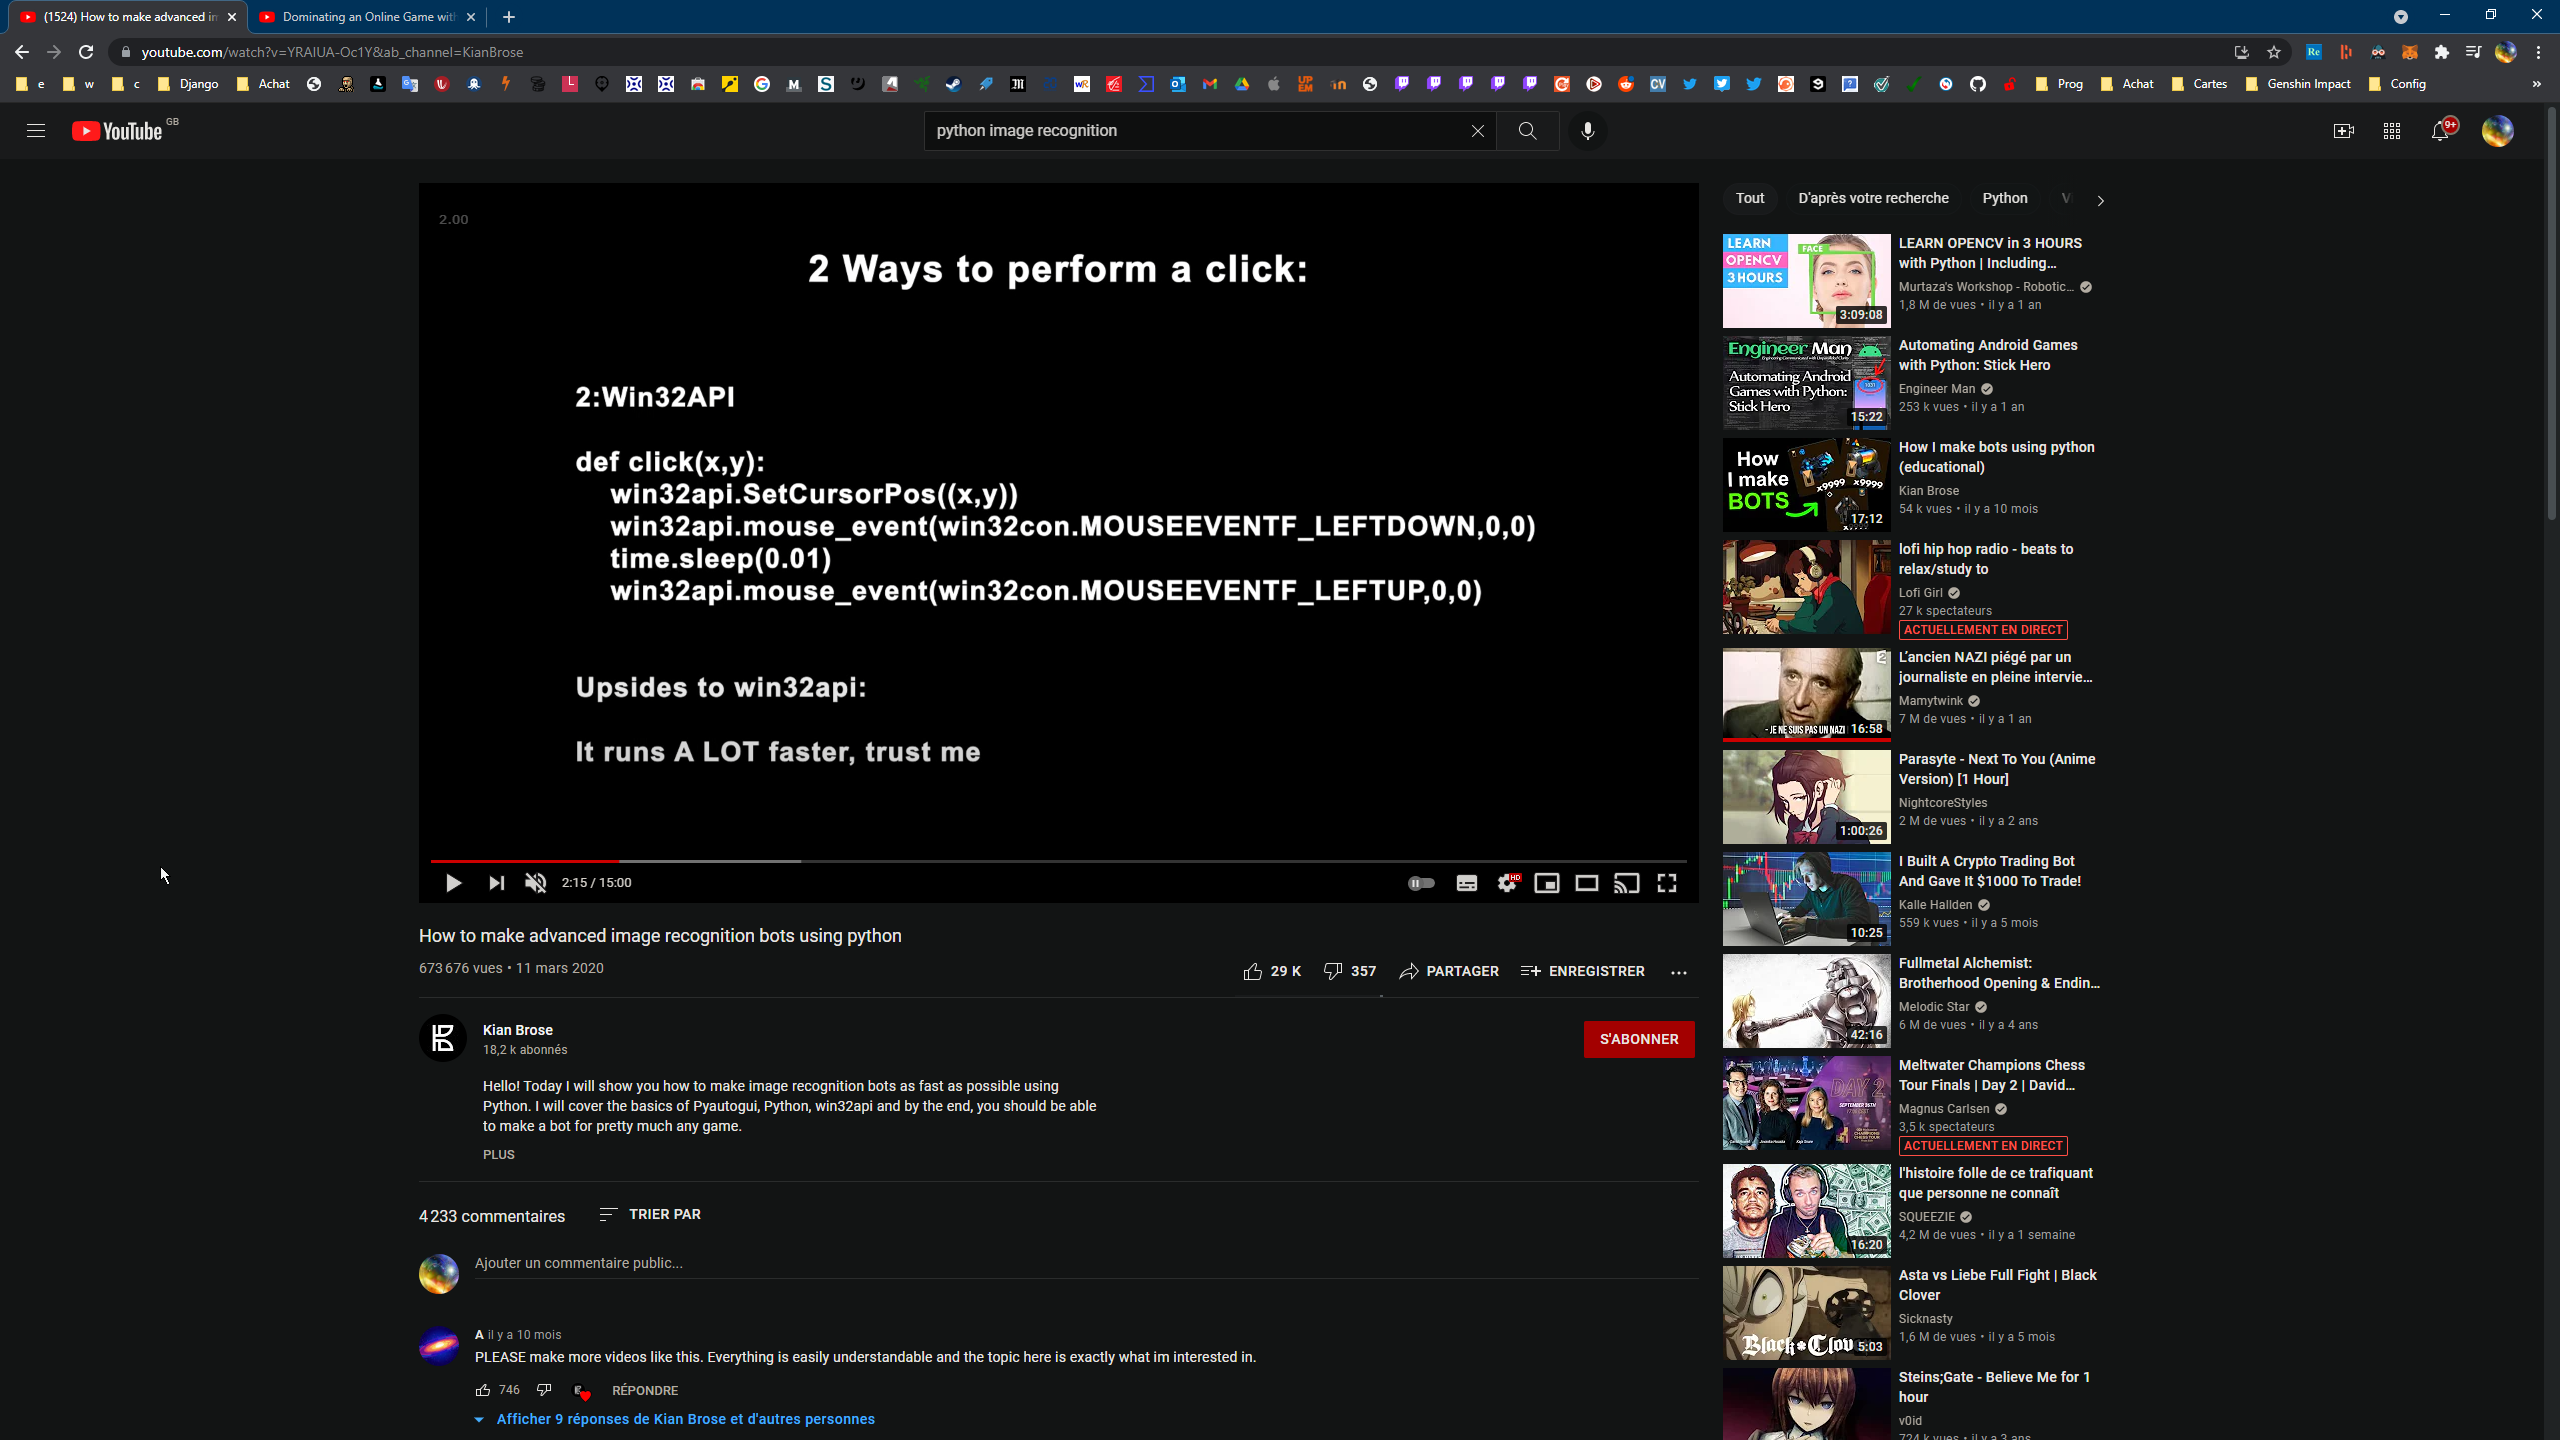 (1524) How to make advanced in
Dominating an Online Game with
youtube.com/watch?v=YRAIUA-Oc1Y&ab_channel=KianBrose
e
w
c
Django
Achat
Prog
Achat
Cartes
Genshin Impact
Config
YouTube GB
python image recognition
9+
2.00
2 Ways to perform a click:
2:Win32API
def click(x,y):
win32api.SetCursorPos((x,y))
win32api.mouse_event(win32con.MOUSEEVENTF_LEFTDOWN,0,0)
time.sleep(0.01)
win32api.mouse_event(win32con.MOUSEEVENTF_LEFTUP,0,0)
Upsides to win32api:
It runs A LOT faster, trust me
2:15 / 15:00
HD
How to make advanced image recognition bots using python
673 676 vues • 11 mars 2020
29 K
357
PARTAGER
ENREGISTRER
Kian Brose
18,2 k abonnés
S'ABONNER
Hello! Today I will show you how to make image recognition bots as fast as possible using
Python. I will cover the basics of Pyautogui, Python, win32api and by the end, you should be able
to make a bot for pretty much any game.
PLUS
4 233 commentaires
TRIER PAR
Ajouter un commentaire public...
A il y a 10 mois
PLEASE make more videos like this. Everything is easily understandable and the topic here is exactly what im interested in.
746
RÉPONDRE
Afficher 9 réponses de Kian Brose et d'autres personnes
Tout
D'après votre recherche
Python
V
LEARN
OPENCV
3 HOURS
FACE
3:09:08
LEARN OPENCV in 3 HOURS
with Python | Including...
Murtaza's Workshop - Robotic...
1,8 M de vues • il y a 1 an
Engineer Man
Automating Android
Games with Python:
Stick Hero
15:22
Automating Android Games
with Python: Stick Hero
Engineer Man
253 k vues • il y a 1 an
How
I make
BOTS
x9999
x9999
17:12
How I make bots using python
(educational)
Kian Brose
54 k vues • il y a 10 mois
lofi hip hop radio - beats to
relax/study to
Lofi Girl
27 k spectateurs
ACTUELLEMENT EN DIRECT
- JE NE SUIS PAS UN NAZI
16:58
L'ancien NAZI piégé par un
journaliste en pleine intervie...
Mamytwink
7 M de vues • il y a 1 an
1:00:26
Parasyte - Next To You (Anime
Version) [1 Hour]
NightcoreStyles
2 M de vues • il y a 2 ans
10:25
I Built A Crypto Trading Bot
And Gave It $1000 To Trade!
Kalle Hallden
559 k vues • il y a 5 mois
42:16
Fullmetal Alchemist:
Brotherhood Opening & Endin...
Melodic Star
6 M de vues • il y a 4 ans
DAY 2
Meltwater Champions Chess
Tour Finals | Day 2 | David...
Magnus Carlsen
3,5 k spectateurs
ACTUELLEMENT EN DIRECT
16:20
l'histoire folle de ce trafiquant
que personne ne connaît
SQUEEZIE
4,2 M de vues • il y a 1 semaine
Black Clov
5:03
Asta vs Liebe Full Fight | Black
Clover
Sicknasty
1,6 M de vues • il y a 5 mois
Steins;Gate - Believe Me for 1
hour
v0id
724 k vues • il y a 3 ans